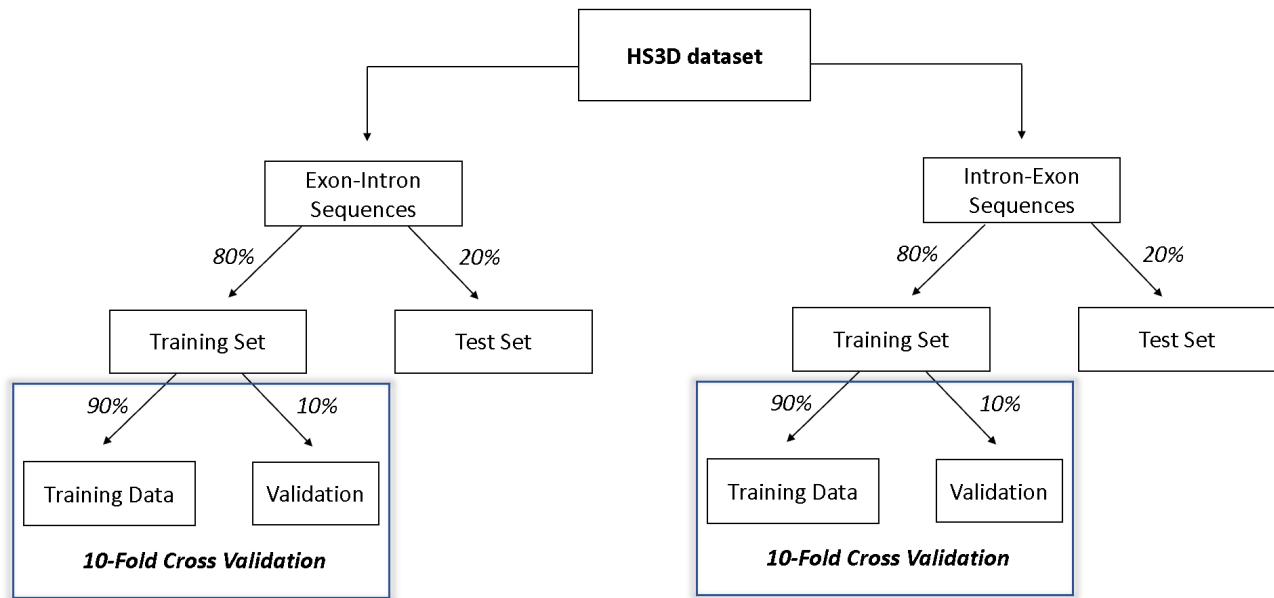 HS3D dataset
Exon-Intron
Sequences
80%
20%
Training Set
Test Set
90%
10%
Training Data
Validation
10-Fold Cross Validation
Intron-Exon
Sequences
80%
20%
Training Set
Test Set
90%
10%
Training Data
Validation
10-Fold Cross Validation